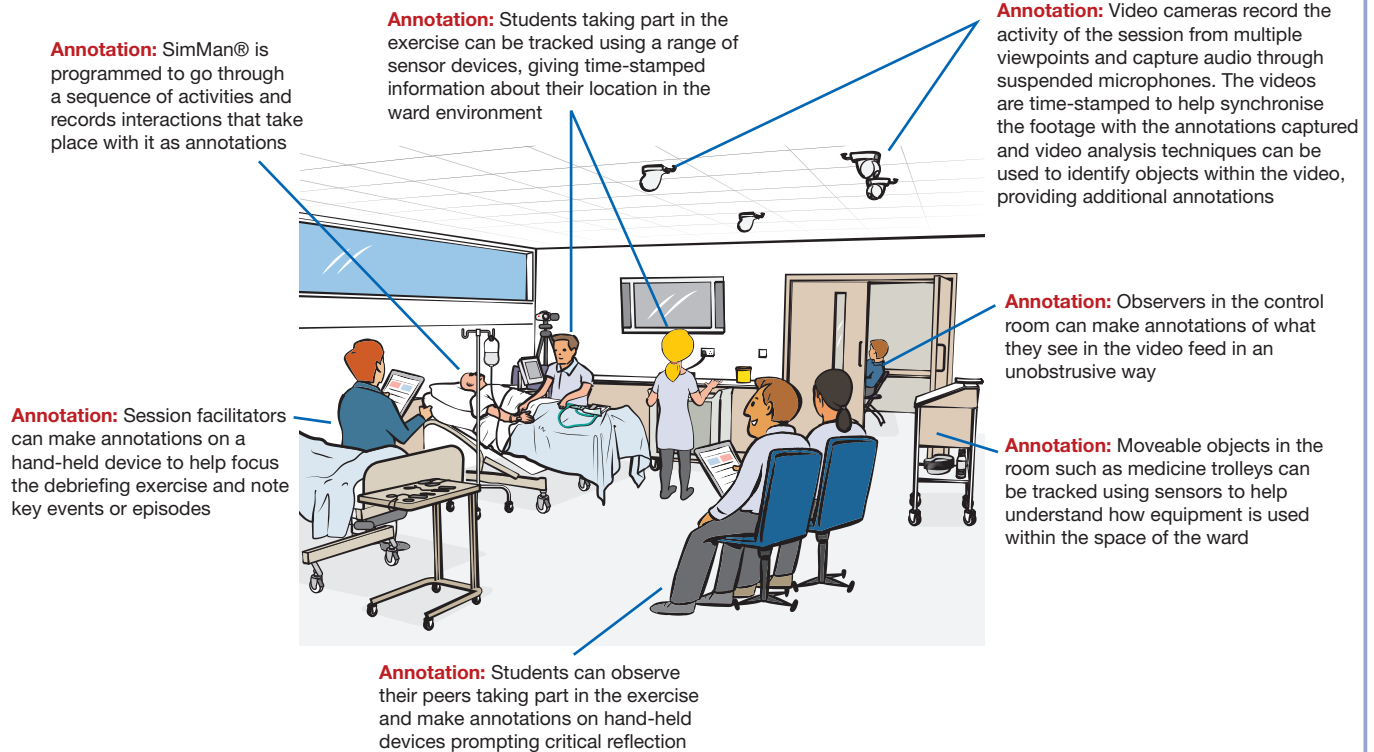 Annotation: SimMan® is
programmed to go through
a sequence of activities and
records interactions that take
place with it as annotations
Annotation: Students taking part in the
exercise can be tracked using a range of
sensor devices, giving time-stamped
information about their location in the
ward environment
Annotation: Video cameras record the
activity of the session from multiple
viewpoints and capture audio through
suspended microphones. The videos
are time-stamped to help synchronise
the footage with the annotations captured
and video analysis techniques can be
used to identify objects within the video,
providing additional annotations
Annotation: Observers in the control
room can make annotations of what
they see in the video feed in an
unobstrusive way
Annotation: Session facilitators
can make annotations on a
hand-held device to help focus
the debriefing exercise and note
key events or episodes
Annotation: Moveable objects in the
room such as medicine trolleys can
be tracked using sensors to help
understand how equipment is used
within the space of the ward
Annotation: Students can observe
their peers taking part in the exercise
and make annotations on hand-held
devices prompting critical reflection